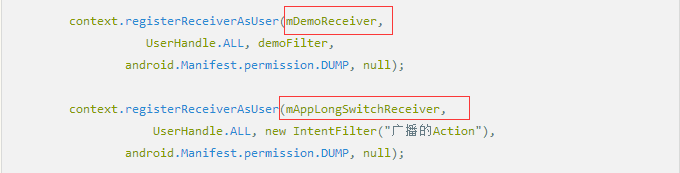 context.registerReceiverAsUser(mDemoReceiver,
UserHandle.ALL, demoFilter,
android.Manifest.permission.DUMP, null);
context.registerReceiverAsUser(mAppLongSwitchReceiver,
UserHandle.ALL, new IntentFilter("广播的Action"),
android.Manifest.permission.DUMP, null);